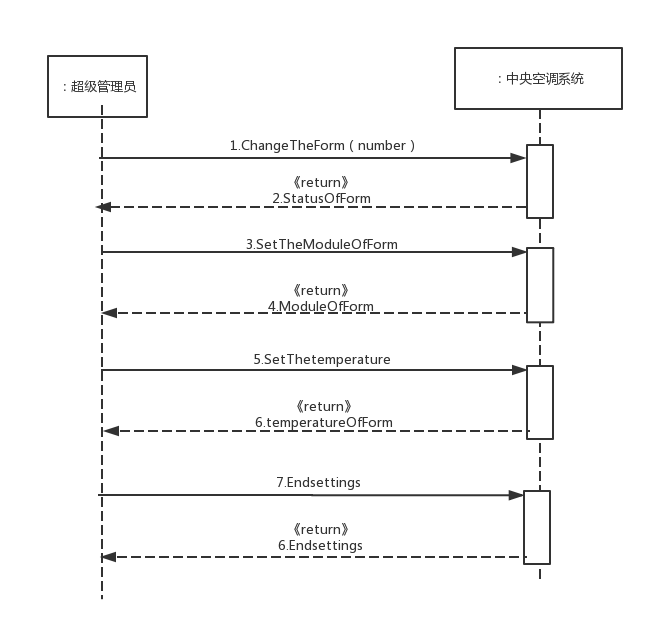 : 超级管理员
: 中央空调系统
1.ChangeTheForm ( number )
《return》
2.StatusOfForm
3.SetTheModuleOfForm
《return》
4.ModuleOfForm
5.SetThetemperature
《return》
6.temperatureOfForm
7.Endsettings
《return》
6.Endsettings